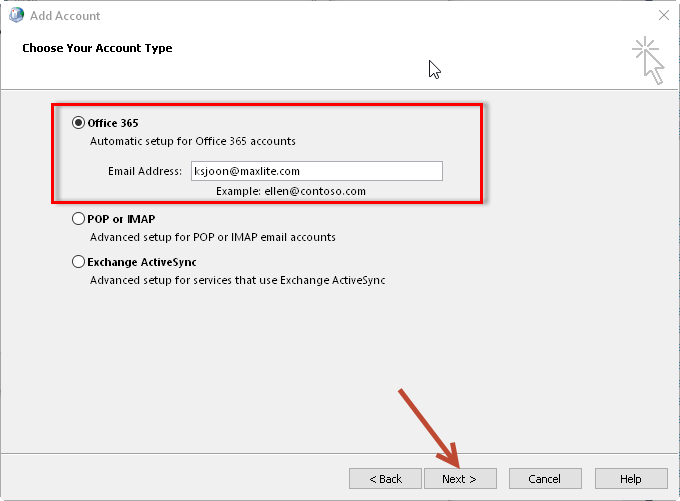 Add Account
Choose Your Account Type
Office 365
Automatic setup for Office 365 accounts
Email Address: ksjoon@maxlite.com
Example: ellen@contoso.com
POP or IMAP
Advanced setup for POP or IMAP email accounts
Exchange ActiveSync
Advanced setup for services that use Exchange ActiveSync
< Back Next > Cancel Help